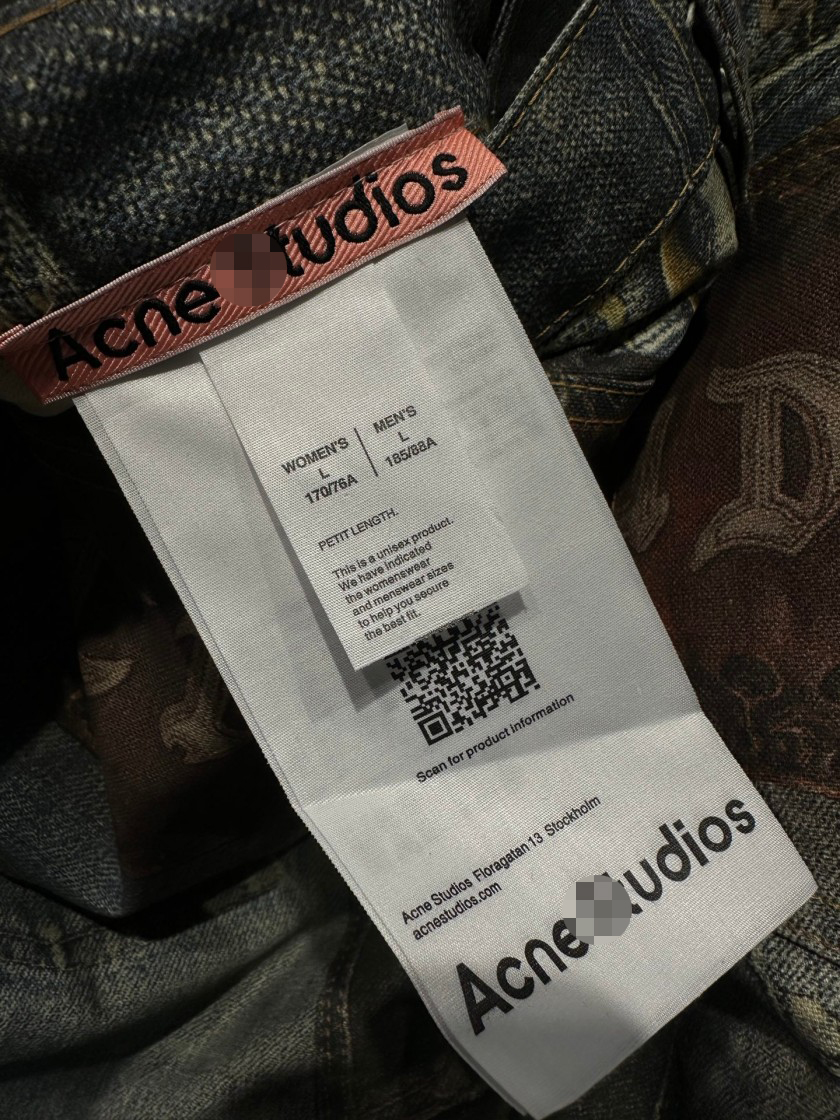 Acne tudios
WOMEN'S
L
170/76A
MEN'S
L
185/88A
PETIT LENGTH.
This is a unisex product.
We have indicated
the womenswear
and menswear sizes
to help you secure
the best fit.
Scan for product information
Acne Studios Floragatan 13 Stockholm
acnestudios.com
Acne tudios
D